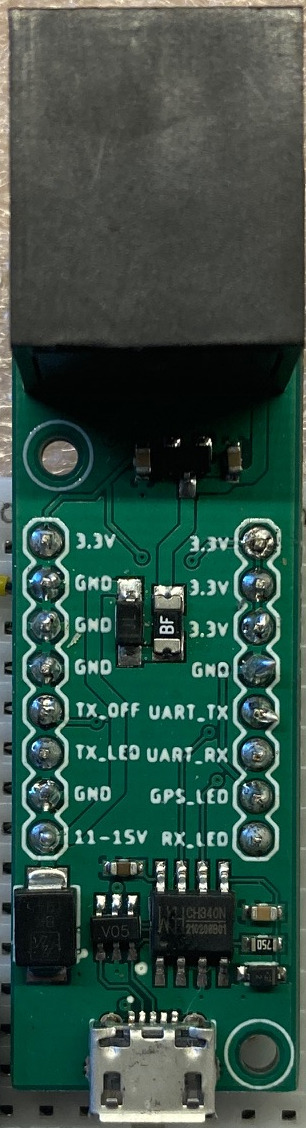 3.3V 3.3V
GND 3.3V
GND 3.3V
GND GND
BF
TX_OFF UART_TX
TX_LED UART_RX
GND GPS_LED
11-15V RX_LED
V05
CH340N
750